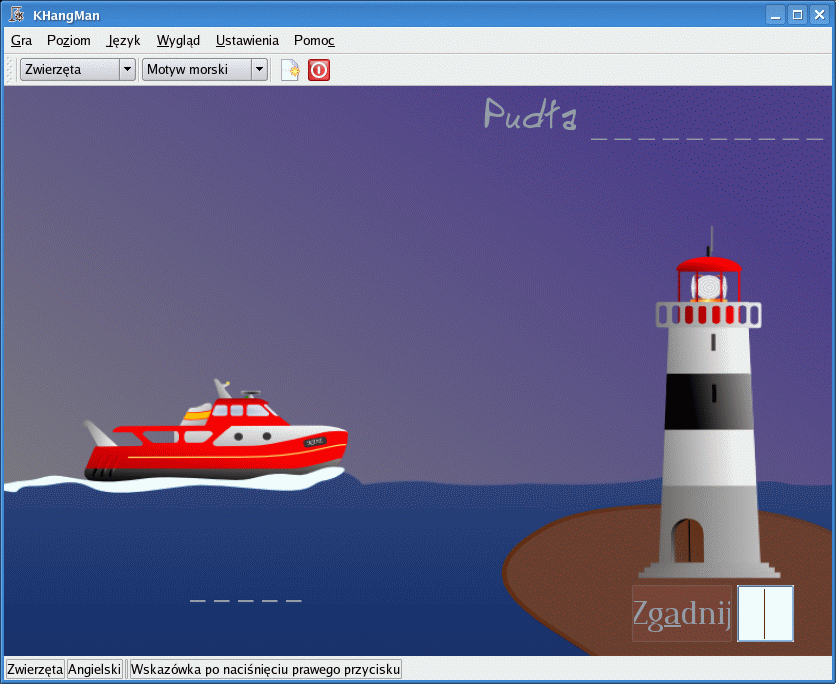 KHangMan
Gra Poziom Język Wygląd Ustawienia Pomoc
Zwierzęta Motyw morski
Pudła _ _ _ _ _ _ _ _ _ _
_ _ _ _ _
Zgadnij
Zwierzęta Angielski Wskazówka po naciśnięciu prawego przycisku